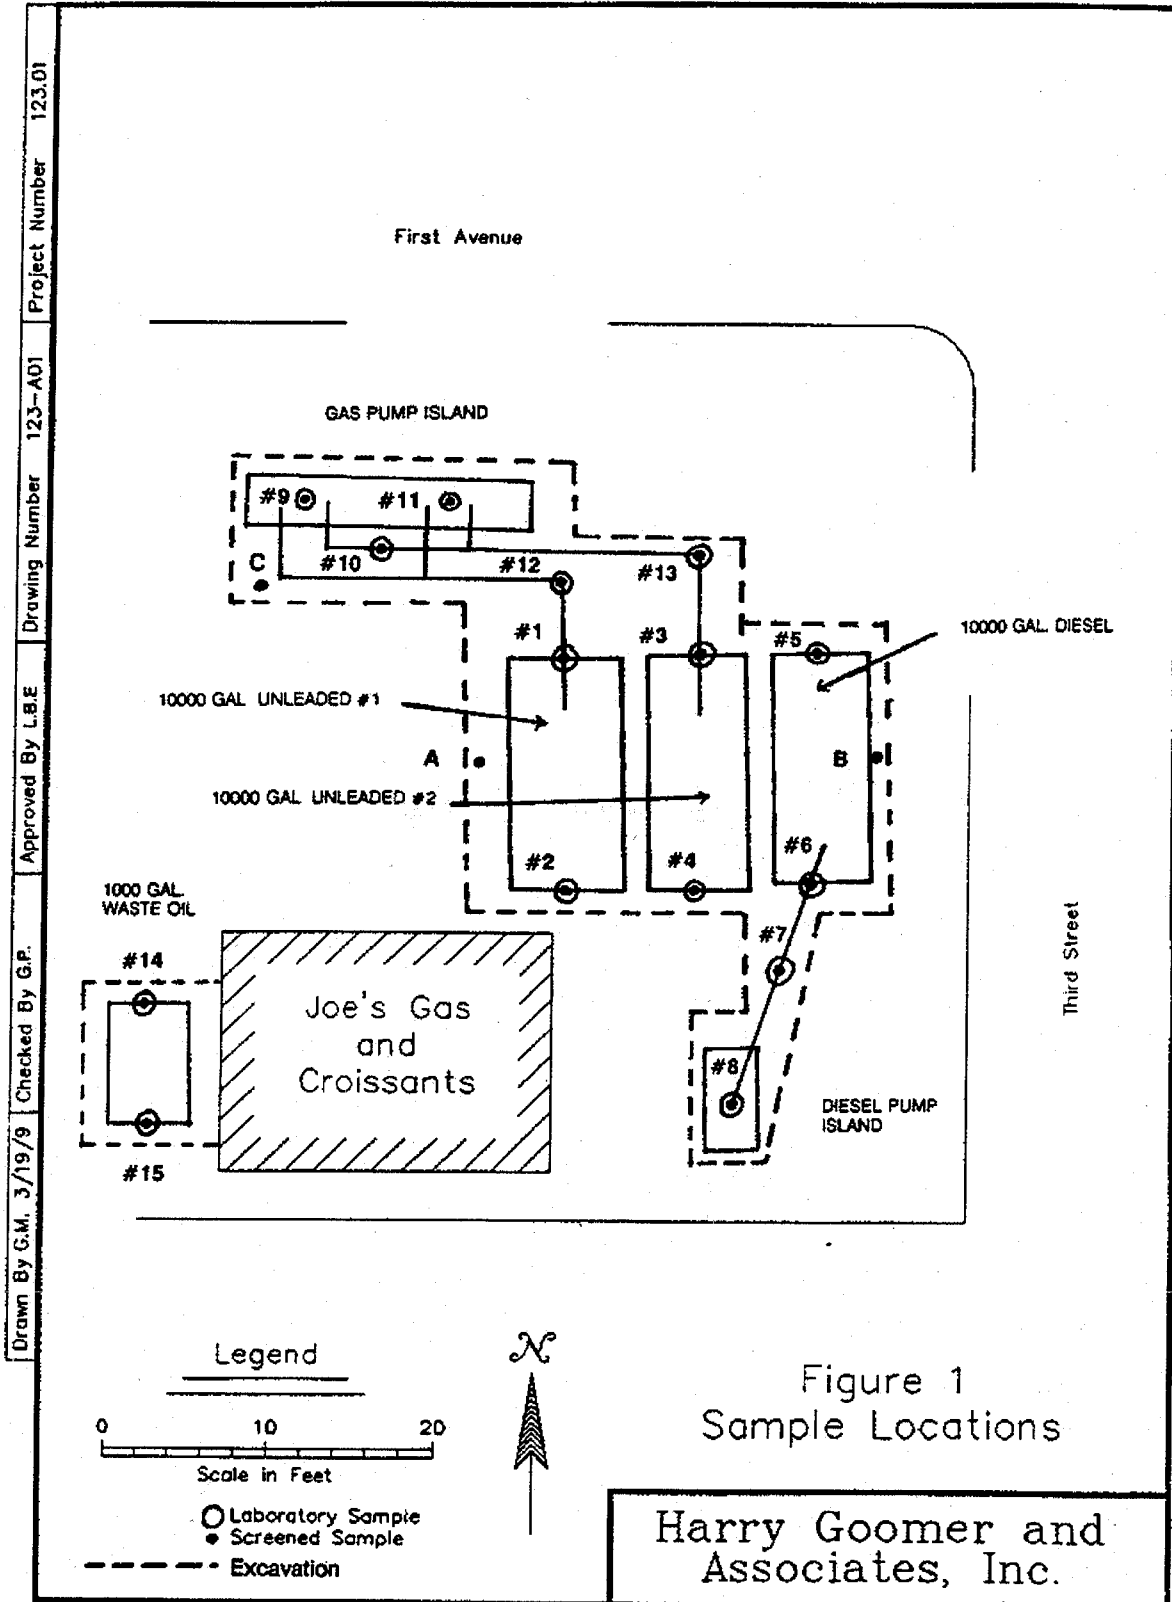 Project Number 123.01
Drawing Number 123-A01
Approved By L.B.E
Checked By G.P.
Drawn By G.M. 3/19/9
First Avenue
GAS PUMP ISLAND
#9
#11
#10
#12
#13
C
#1
#3
#5
10000 GAL. DIESEL
10000 GAL UNLEADED #1
A
B
10000 GAL UNLEADED #2
#2
#4
#6
1000 GAL.
WASTE OIL
#14
#7
Third Street
Joe's Gas
and
Croissants
#8
DIESEL PUMP
ISLAND
#15
Legend
N
0 10 20
Scale in Feet
Laboratory Sample
Screened Sample
Excavation
Figure 1
Sample Locations
Harry Goomer and
Associates, Inc.